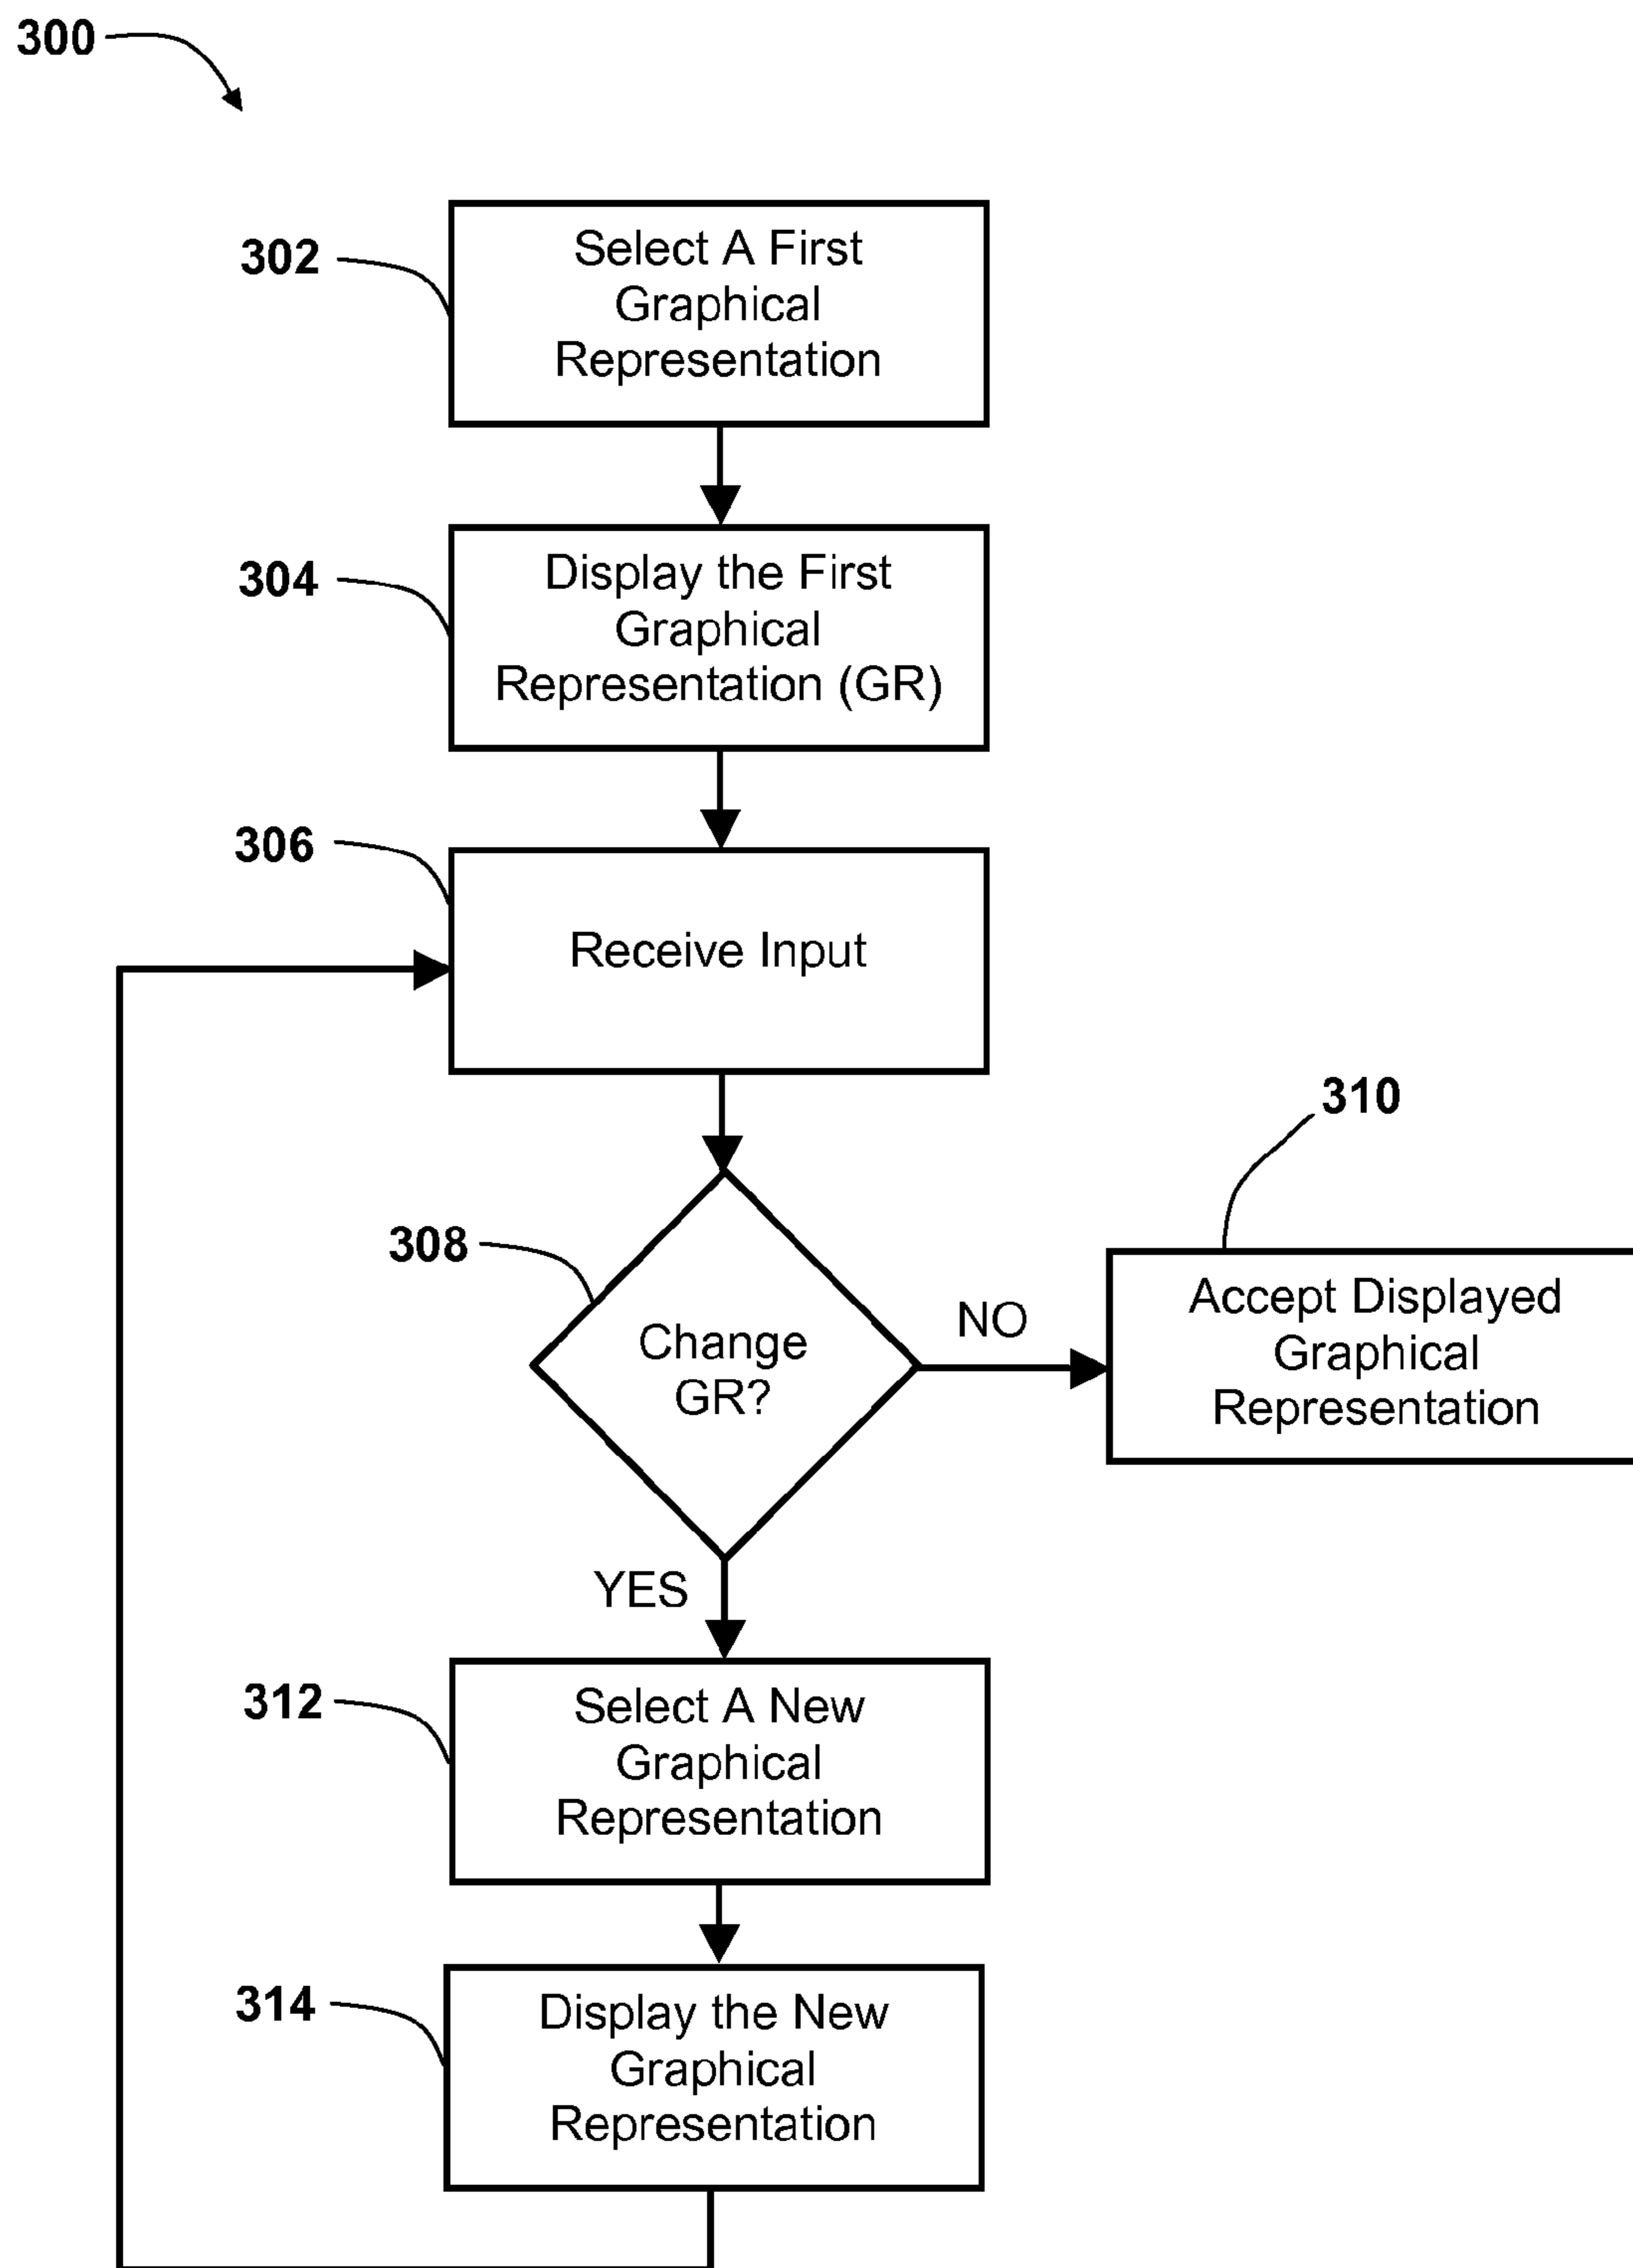 300
302
Select A First
Graphical
Representation
304
Display the First
Graphical
Representation (GR)
306
Receive Input
310
308
Change
GR?
NO
Accept Displayed
Graphical
Representation
YES
312
Select A New
Graphical
Representation
314
Display the New
Graphical
Representation